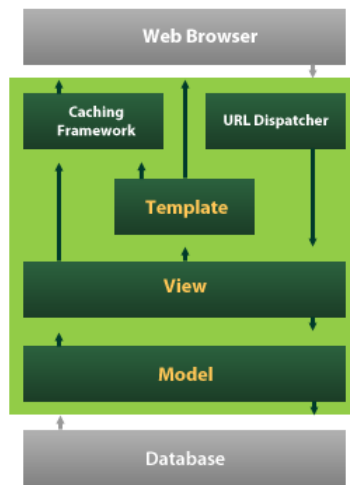 Web Browser
Caching
Framework
URL Dispatcher
Template
View
Model
Database